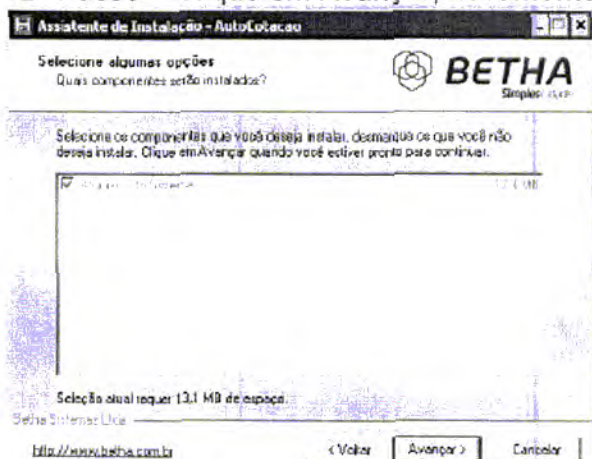 Assistente de Instalação - AutoCotacao
Selecione algumas opções
Quais componentes serão instalados?
BETHA
Selecione os componentes que você deseja instalar, desmarque os que você não
deseja instalar. Clique em Avançar quando você estiver pronto para continuar.
MB
Seleção atual requer 13,1 MB de espaço.
Betha Sistemas Ltda
http://www.betha.com.br
< Voltar
Avançar >
Cancelar